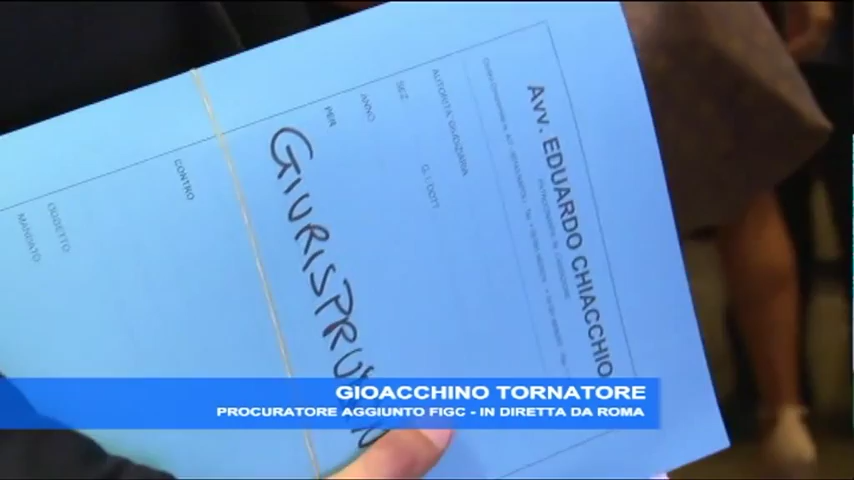 Avv. EDUARDO CHIACCHIO
AUTORITÀ GIUDIZIARIA
SEZ.
G. I. DOTT.
ANNO
PER
GIURISPRU
CONTRO
OGGETTO
MANDATO
GIOACCHINO TORNATORE
PROCURATORE AGGIUNTO FIGC - IN DIRETTA DA ROMA